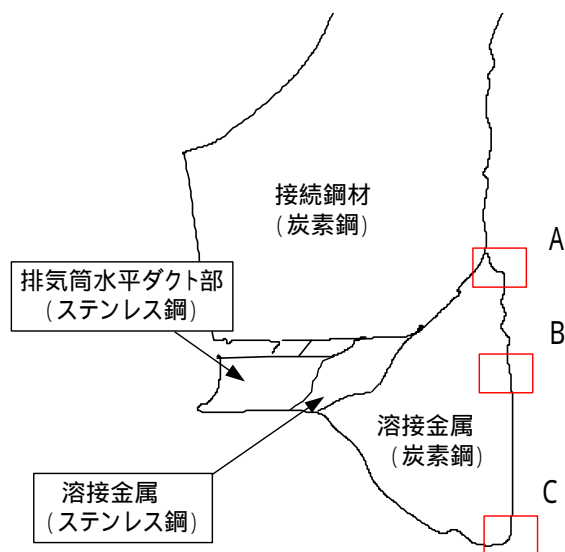 接続鋼材
(炭素鋼)
A
排気筒水平ダクト部
(ステンレス鋼)
B
溶接金属
(炭素鋼)
溶接金属
(ステンレス鋼)
C